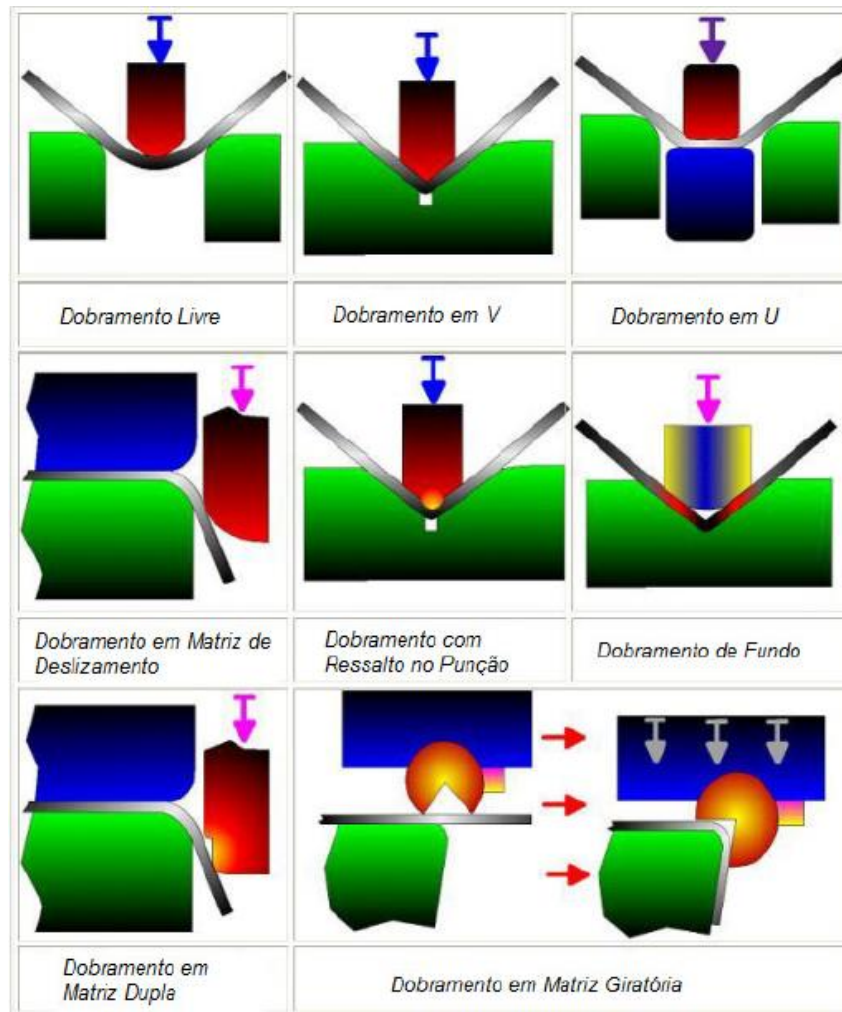 Dobramento Livre
Dobramento em V
Dobramento em U
Dobramento em Matriz de
Deslizamento
Dobramento com
Ressalto no Punção
Dobramento de Fundo
Dobramento em
Matriz Dupla
Dobramento em Matriz Giratória